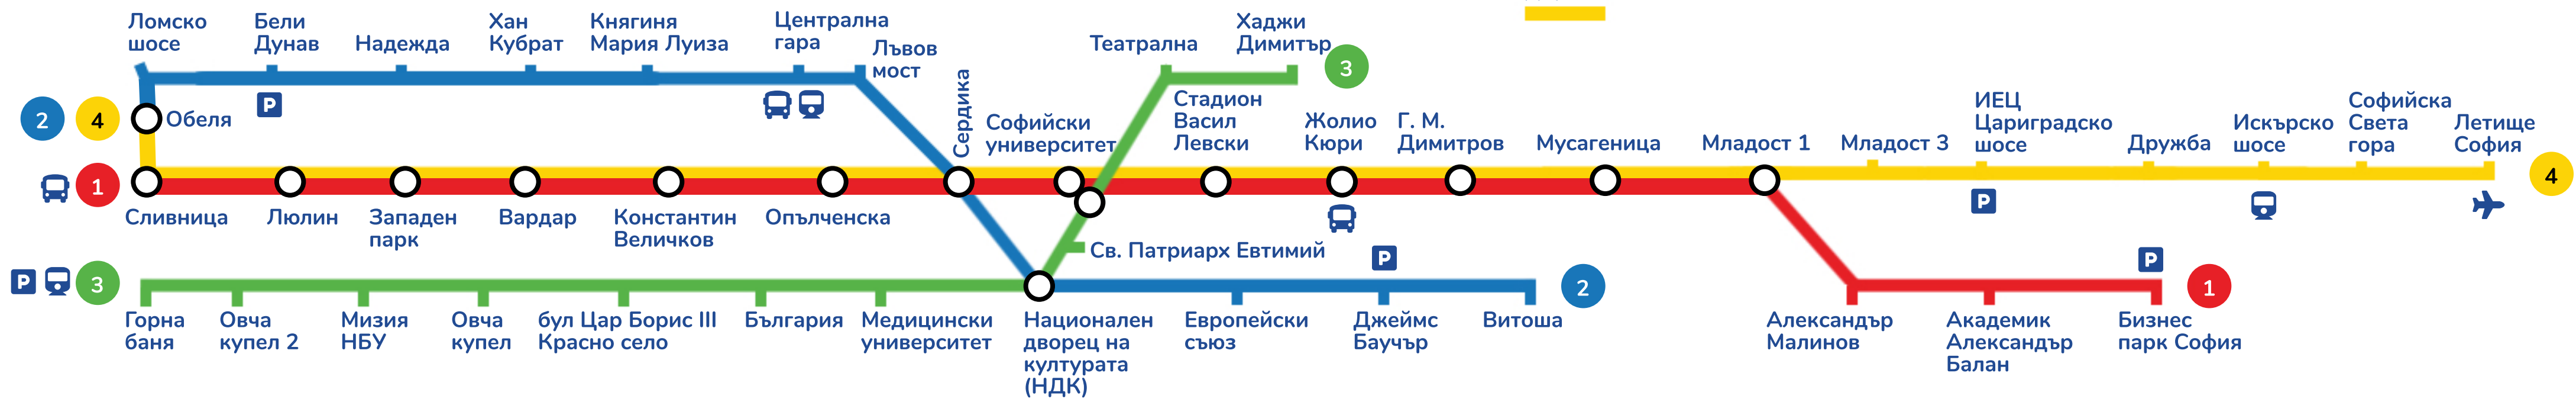 Ломско
шосе
Бели
Дунав
Надежда
Хан
Кубрат
Княгиня
Мария Луиза
Централна
гара
Лъвов
мост
Сердика
Театрална
Хаджи
Димитър
3
2
4
Обеля
Софийски
университет
Стадион
Васил
Левски
Жолио
Кюри
Г. М.
Димитров
Мусагеница
Младост 1
Младост 3
ИЕЦ
Цариградско
шосе
Дружба
Искърско
шосе
Софийска
Света
гора
Летище
София
P
P
4
1
Сливница
Люлин
Западен
парк
Вардар
Константин
Величков
Опълченска
Св. Патриарх Евтимий
P
P
P
3
2
1
Горна
баня
Овча
купел 2
Мизия
НБУ
Овча
купел
бул Цар Борис III
Красно село
България
Медицински
университет
Национален
дворец на
културата
(НДК)
Европейски
съюз
Джеймс
Баучър
Витоша
Александър
Малинов
Академик
Александър
Балан
Бизнес
парк София